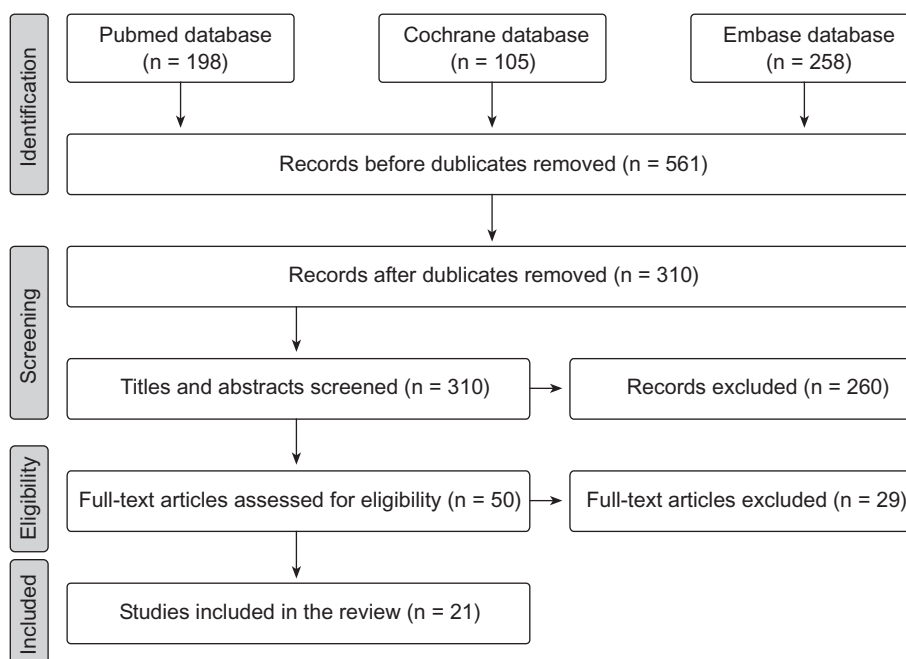 Identification
Pubmed database
(n = 198)
Cochrane database
(n = 105)
Embase database
(n = 258)
Records before dublicates removed (n = 561)
Screening
Records after dublicates removed (n = 310)
Titles and abstracts screened (n = 310)
Records excluded (n = 260)
Eligibility
Full-text articles assessed for eligibility (n = 50)
Full-text articles excluded (n = 29)
Included
Studies included in the review (n = 21)